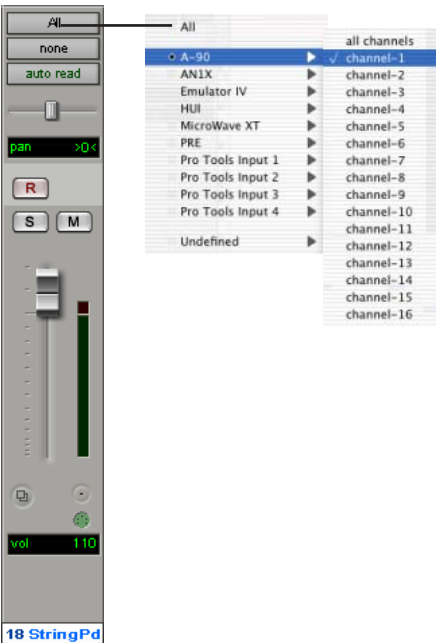 All
none
auto read
pan >0<
R
S M
vol 110
18 StringPd
All
A-90
AN1X
Emulator IV
HUI
MicroWave XT
PRE
Pro Tools Input 1
Pro Tools Input 2
Pro Tools Input 3
Pro Tools Input 4
Undefined
all channels
✓ channel-1
channel-2
channel-3
channel-4
channel-5
channel-6
channel-7
channel-8
channel-9
channel-10
channel-11
channel-12
channel-13
channel-14
channel-15
channel-16